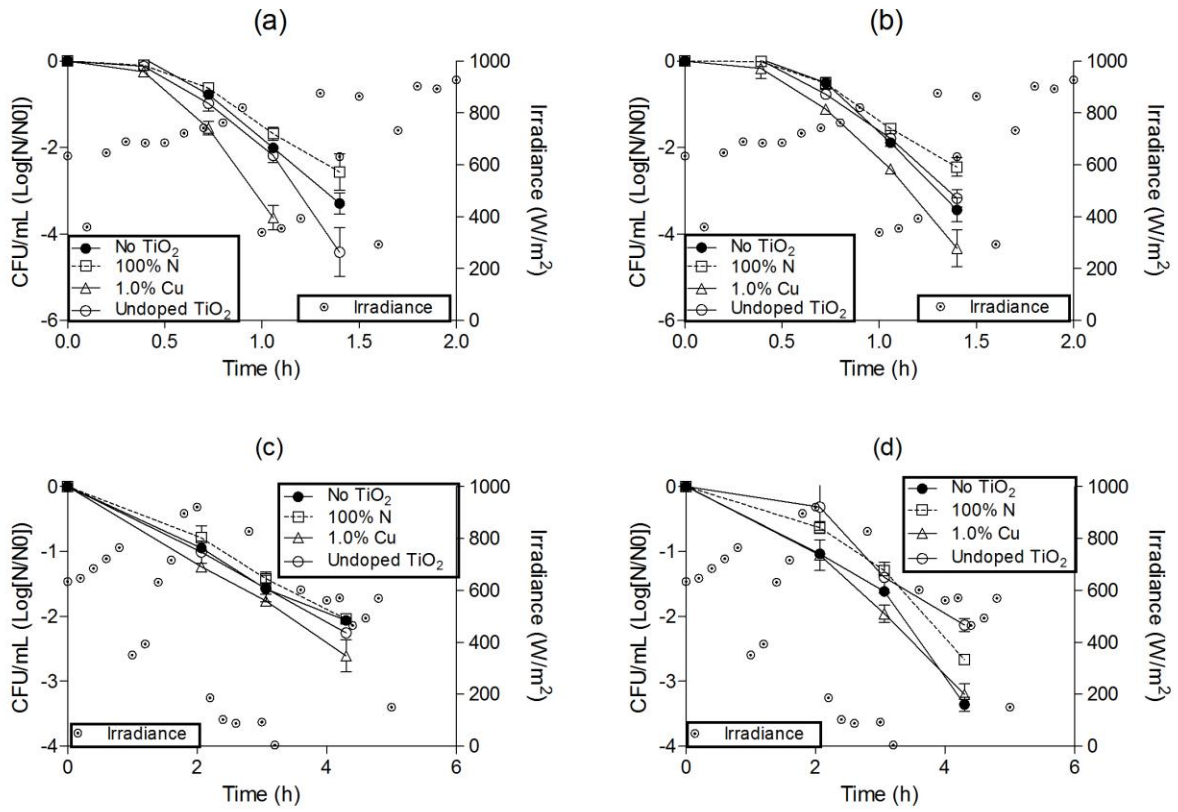 (a)
CFU/mL (Log[N/N0])
0
-2
-4
-6
No TiO₂
100% N
1.0% Cu
Undoped TiO₂
Irradiance
1000
800
600
400
200
0
Irradiance (W/m²)
0.0 0.5 1.0 1.5 2.0
Time (h)
(b)
CFU/mL (Log[N/N0])
0
-2
-4
-6
No TiO₂
100% N
1.0% Cu
Undoped TiO₂
Irradiance
1000
800
600
400
200
0
Irradiance (W/m²)
0.0 0.5 1.0 1.5 2.0
Time (h)
(c)
CFU/mL (Log[N/N0])
0
-1
-2
-3
-4
No TiO₂
100% N
1.0% Cu
Undoped TiO₂
Irradiance
1000
800
600
400
200
0
Irradiance (W/m²)
0 2 4 6
Time (h)
(d)
CFU/mL (Log[N/N0])
0
-1
-2
-3
-4
No TiO₂
100% N
1.0% Cu
Undoped TiO₂
Irradiance
1000
800
600
400
200
0
Irradiance (W/m²)
0 2 4 6
Time (h)